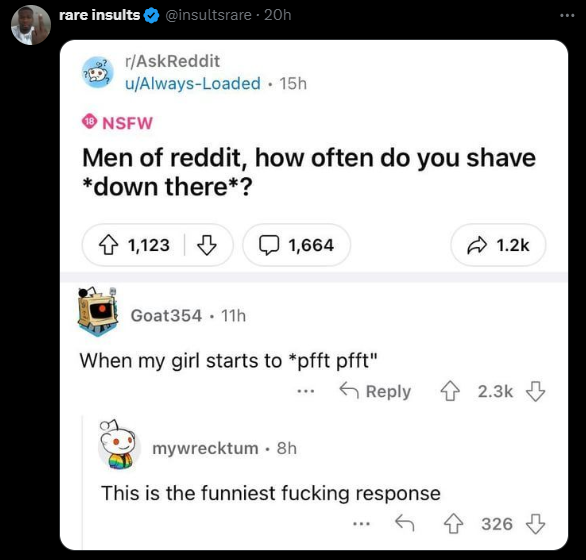 rare insults @insultsrare · 20h
r/AskReddit
u/Always-Loaded · 15h
18 NSFW
Men of reddit, how often do you shave
*down there*?
1,123 1,664 1.2k
Goat354 · 11h
When my girl starts to *pfft pfft"
... Reply 2.3k
mywrecktum · 8h
This is the funniest fucking response
... 326